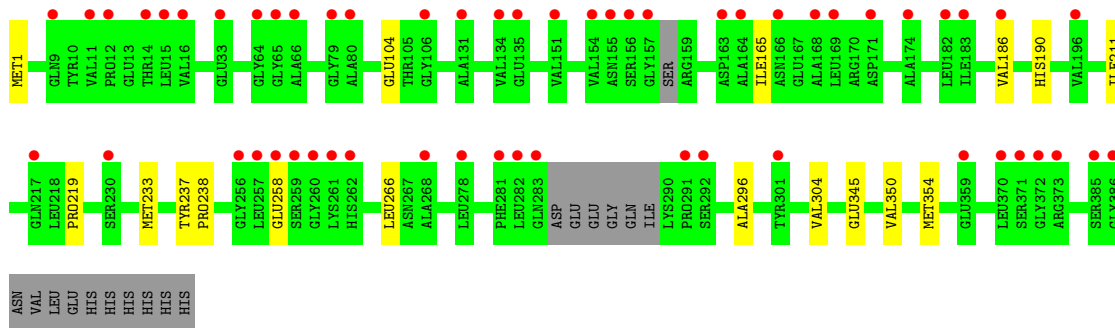 MET1
GLN9
TYR10
VAL11
PRO12
GLU13
THR14
LEU15
VAL16
GLU33
GLY64
GLY65
ALA66
GLY79
ALA80
GLU104
THR105
GLY106
ALA131
VAL134
GLU135
VAL151
VAL154
ASN155
SER156
GLY157
SER
ARG159
ASP163
ALA164
ILE165
ASN166
GLU167
ALA168
LEU169
ARG170
ASP171
ALA174
LEU182
ILE183
VAL186
HIS190
VAL196
ILE211
GLN217
LEU218
PRO219
SER230
MET233
TYR237
PRO238
GLY256
LEU257
GLU258
SER259
GLY260
LYS261
HIS262
LEU266
ASN267
ALA268
LEU278
PHE281
LEU282
GLN283
ASP
GLU
GLU
GLY
GLN
ILE
LYS290
PRO291
SER292
ALA296
TYR301
VAL304
GLU345
VAL350
MET354
GLU359
LEU370
SER371
GLY372
ARG373
SER385
GLY386
ASN
VAL
LEU
GLU
HIS
HIS
HIS
HIS
HIS
HIS